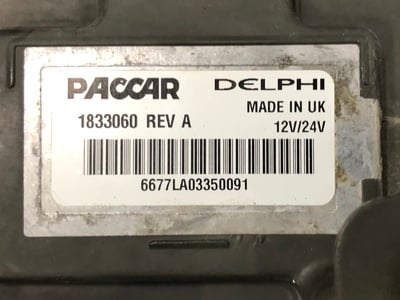 PACCAR DELPHI
MADE IN UK
1833060 REV A 12V/24V
6677LA03350091